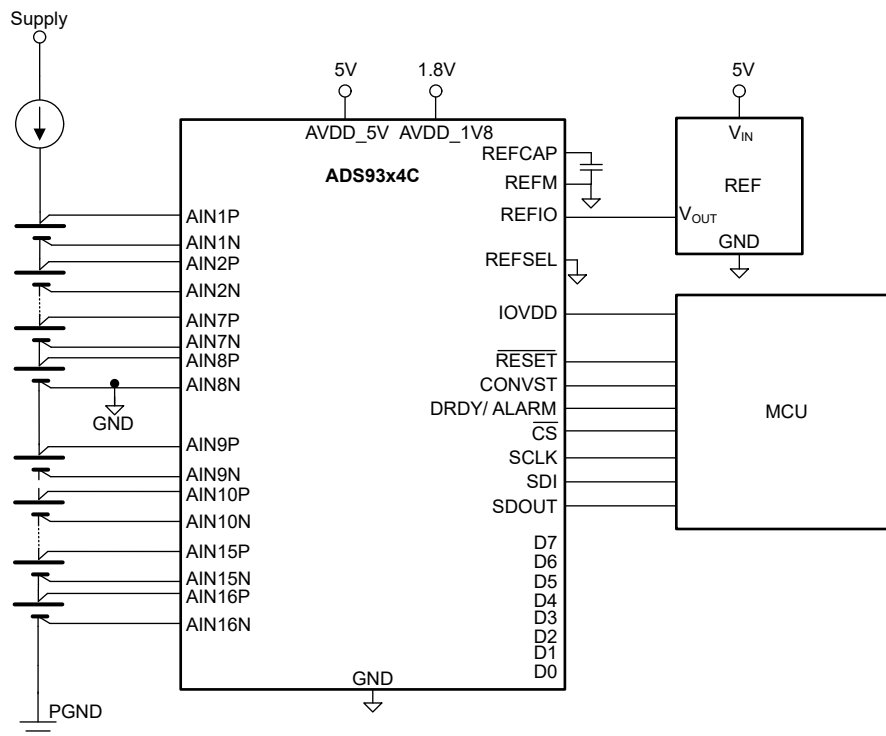 Supply
5V
1.8V
5V
AVDD_5V AVDD_1V8
ADS93x4C
AIN1P
AIN1N
AIN2P
AIN2N
AIN7P
AIN7N
AIN8P
AIN8N
GND
AIN9P
AIN9N
AIN10P
AIN10N
AIN15P
AIN15N
AIN16P
AIN16N
PGND
GND
REFCAP
REFM
REFIO
REFSEL
IOVDD
RESET
CONVST
DRDY/ ALARM
CS
SCLK
SDI
SDOUT
D7
D6
D5
D4
D3
D2
D1
D0
VIN
REF
VOUT
GND
MCU